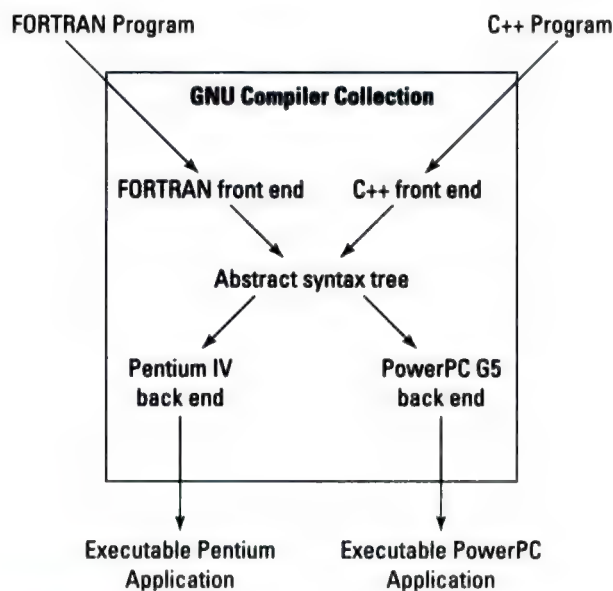 FORTRAN Program
C++ Program
GNU Compiler Collection
FORTRAN front end
C++ front end
Abstract syntax tree
Pentium IV
back end
PowerPC G5
back end
Executable Pentium
Application
Executable PowerPC
Application